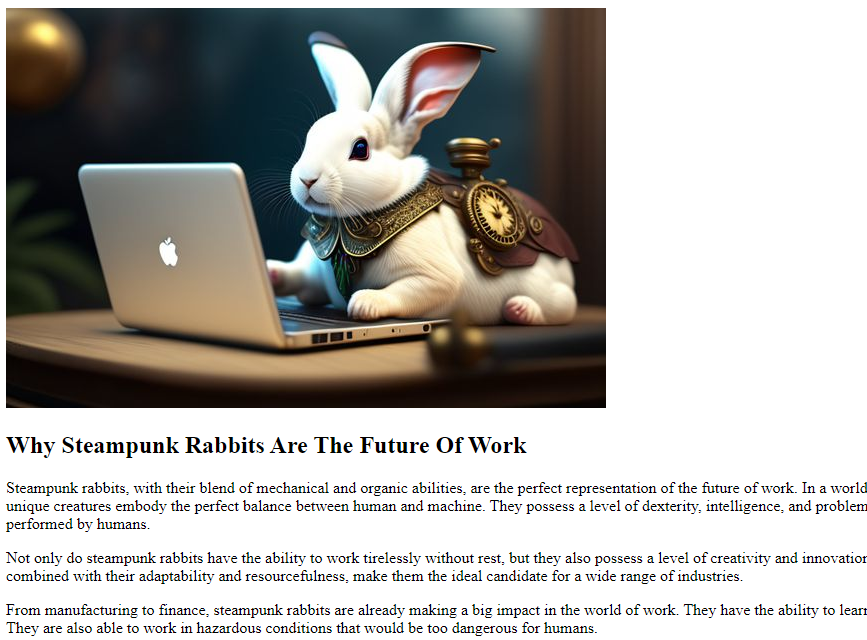 Why Steampunk Rabbits Are The Future Of Work
Steampunk rabbits, with their blend of mechanical and organic abilities, are the perfect representation of the future of work. In a world
unique creatures embody the perfect balance between human and machine. They possess a level of dexterity, intelligence, and problem
performed by humans.
Not only do steampunk rabbits have the ability to work tirelessly without rest, but they also possess a level of creativity and innovation
combined with their adaptability and resourcefulness, make them the ideal candidate for a wide range of industries.
From manufacturing to finance, steampunk rabbits are already making a big impact in the world of work. They have the ability to learn
They are also able to work in hazardous conditions that would be too dangerous for humans.